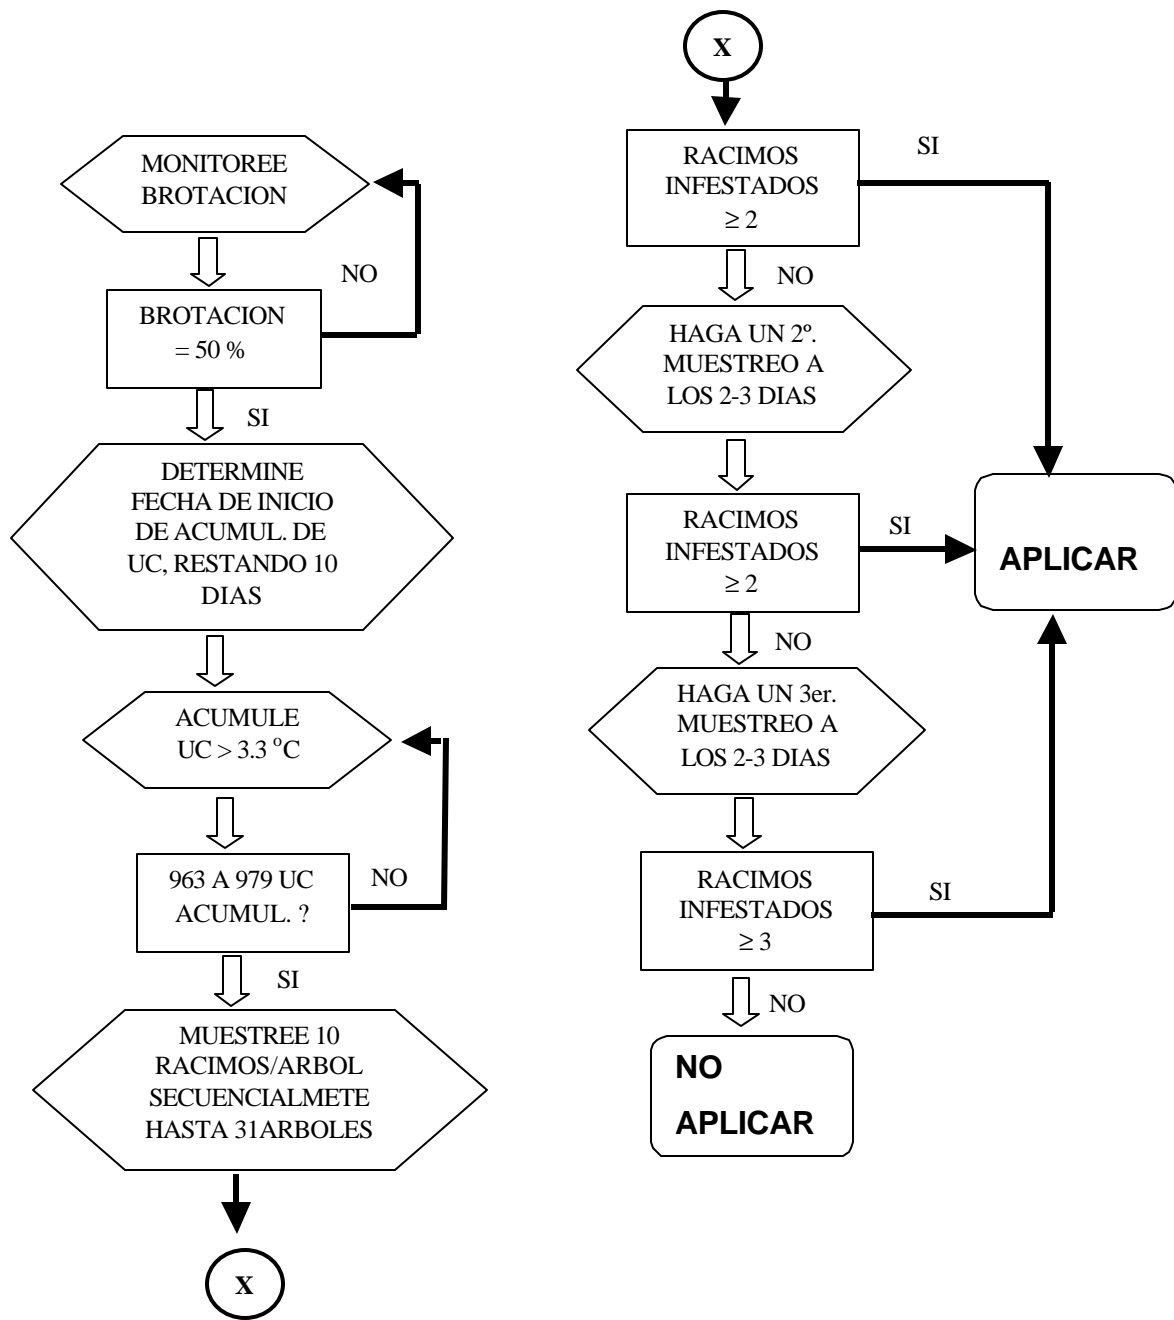 MONITOREE
BROTACION
NO
BROTACION
= 50 %
SI
DETERMINE
FECHA DE INICIO
DE ACUMUL. DE
UC, RESTANDO 10
DIAS
ACUMULE
UC > 3.3 °C
963 A 979 UC
ACUMUL. ?
NO
SI
MUESTREE 10
RACIMOS/ARBOL
SECUENCIALMETE
HASTA 31ARBOLES
X
X
RACIMOS
INFESTADOS
≥ 2
SI
NO
HAGA UN 2º.
MUESTREO A
LOS 2-3 DIAS
RACIMOS
INFESTADOS
≥ 2
SI
APLICAR
NO
HAGA UN 3er.
MUESTREO A
LOS 2-3 DIAS
RACIMOS
INFESTADOS
≥ 3
SI
NO
NO
APLICAR